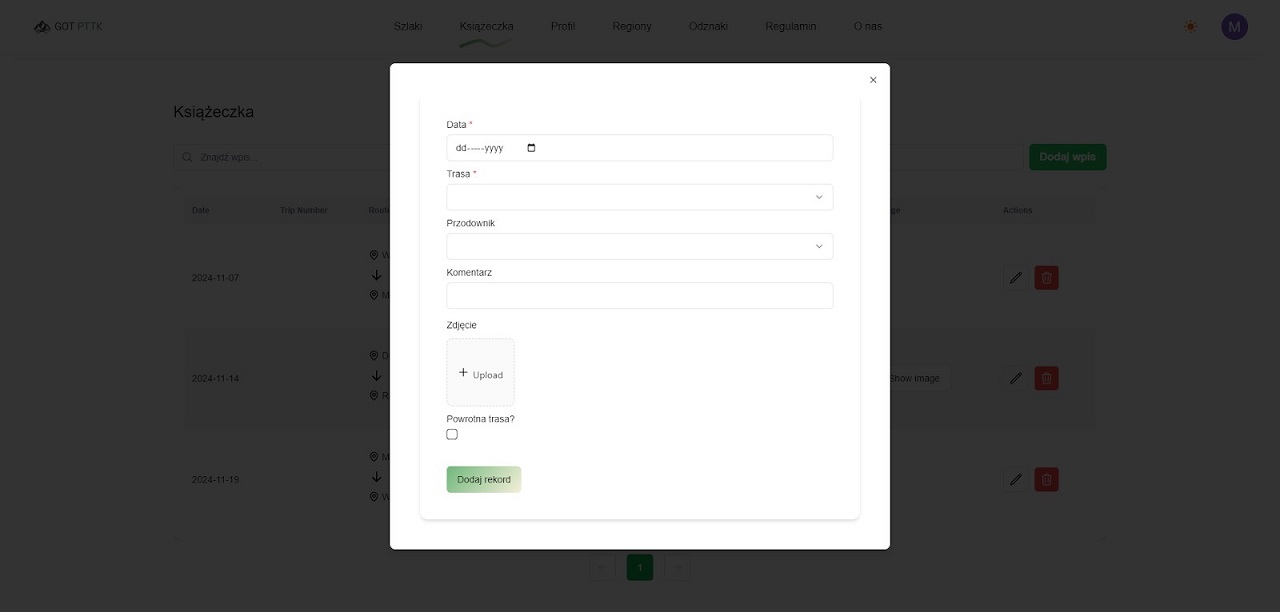 GOT PTTK
Szlaki Książeczka Profil Regiony Odznaki Regulamin O nas
M
Książeczka
Znajdź wpis...
Dodaj wpis
Date Trip Number Actions
2024-11-07
2024-11-14
Show image
2024-11-19
1
Data *
dd-----yyyy
Trasa *
Przodownik
Komentarz
Zdjęcie
+ Upload
Powrotna trasa?
Dodaj rekord